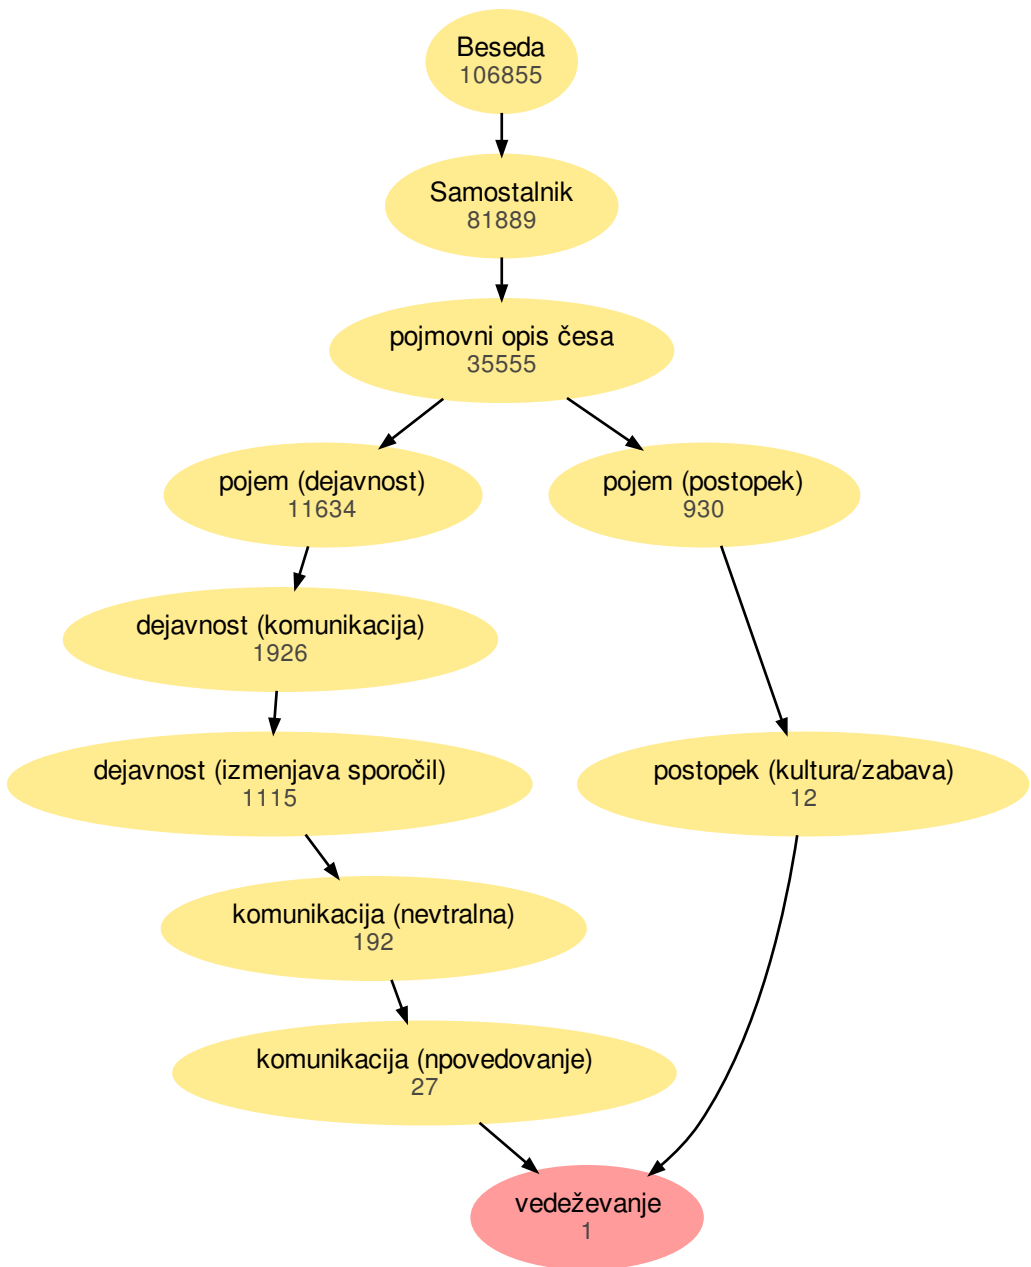 Beseda
106855
Samostalnik
81889
pojmovni opis česa
35555
pojem (dejavnost)
11634
pojem (postopek)
930
dejavnost (komunikacija)
1926
dejavnost (izmenjava sporočil)
1115
postopek (kultura/zabava)
12
komunikacija (nevtralna)
192
komunikacija (npovedovanje)
27
vedeževanje
1